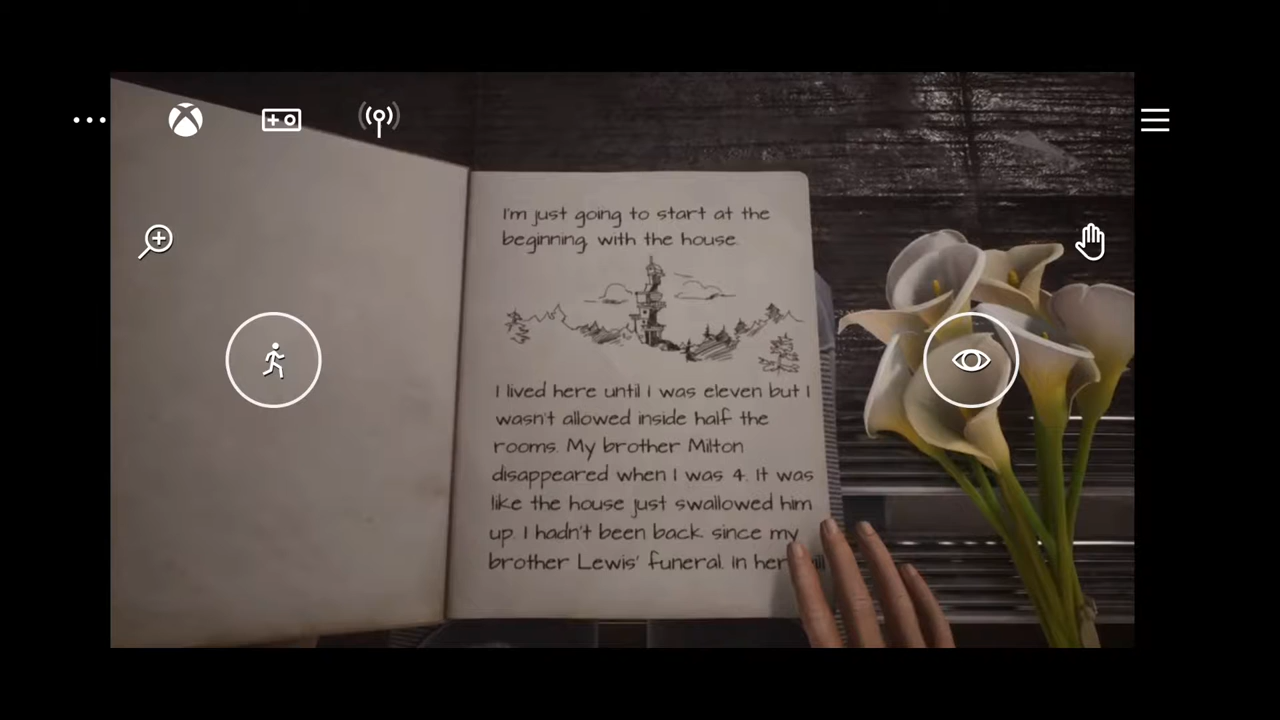 I'm just going to start at the
beginning, with the house.
I lived here until I was eleven but I
wasn't allowed inside half the
rooms. My brother Milton
disappeared when I was 4. It was
like the house just swallowed him
up. I hadn't been back since my
brother Lewis' funeral. In her